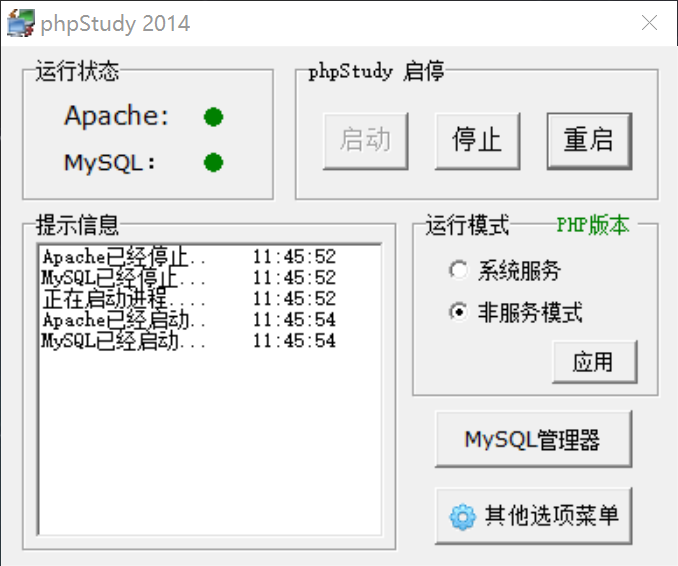 phpStudy 2014
运行状态
Apache:
MySQL:
phpStudy 启停
启动 停止 重启
提示信息
Apache已经停止.. 11:45:52
MySQL已经停止... 11:45:52
正在启动进程.... 11:45:52
Apache已经启动.. 11:45:54
MySQL已经启动... 11:45:54
运行模式 PHP版本
系统服务
非服务模式
应用
MySQL管理器
其他选项菜单